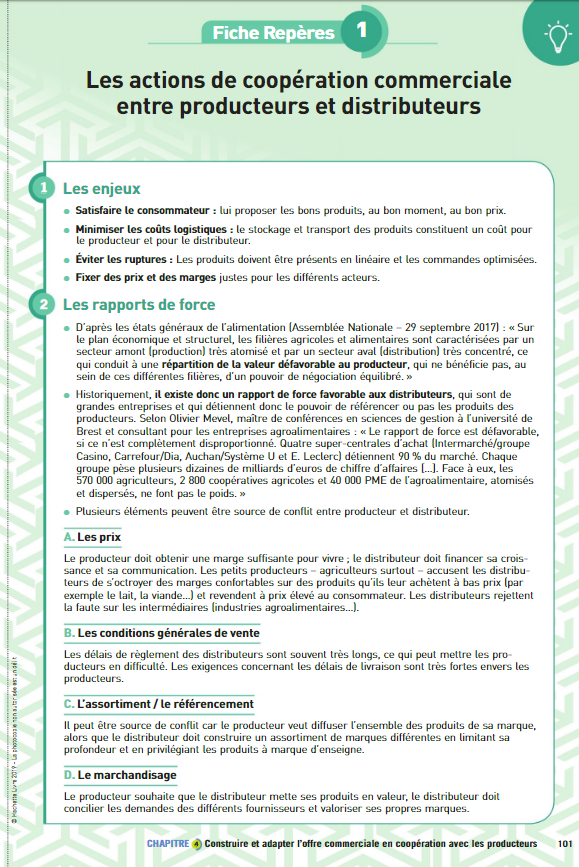 Fiche Repères 1
Les actions de coopération commerciale
entre producteurs et distributeurs
1 Les enjeux
• Satisfaire le consommateur : lui proposer les bons produits, au bon moment, au bon prix.
• Minimiser les coûts logistiques : le stockage et transport des produits constituent un coût pour
le producteur et pour le distributeur.
• Éviter les ruptures : Les produits doivent être présents en linéaire et les commandes optimisées.
• Fixer des prix et des marges justes pour les différents acteurs.
2 Les rapports de force
• D'après les états généraux de l'alimentation (Assemblée Nationale – 29 septembre 2017) : « Sur
le plan économique et structurel, les filières agricoles et alimentaires sont caractérisées par un
secteur amont (production) très atomisé et par un secteur aval (distribution) très concentré, ce
qui conduit à une répartition de la valeur défavorable au producteur, qui ne bénéficie pas, au
sein de ces différentes filières, d'un pouvoir de négociation équilibré. »
• Historiquement, il existe donc un rapport de force favorable aux distributeurs, qui sont de
grandes entreprises et qui détiennent donc le pouvoir de référencer ou pas les produits des
producteurs. Selon Olivier Mevel, maître de conférences en sciences de gestion à l'université de
Brest et consultant pour les entreprises agroalimentaires : « Le rapport de force est défavorable,
si ce n'est complètement disproportionné. Quatre super-centrales d'achat (Intermarché/groupe
Casino, Carrefour/Dia, Auchan/Système U et E. Leclerc) détiennent 90 % du marché. Chaque
groupe pèse plusieurs dizaines de milliards d'euros de chiffre d'affaires (...). Face à eux, les
570 000 agriculteurs, 2 800 coopératives agricoles et 40 000 PME de l'agroalimentaire, atomisés
et dispersés, ne font pas le poids. »
• Plusieurs éléments peuvent être source de conflit entre producteur et distributeur.
A. Les prix
Le producteur doit obtenir une marge suffisante pour vivre ; le distributeur doit financer sa crois-
sance et sa communication. Les petits producteurs – agriculteurs surtout – accusent les distribu-
teurs de s'octroyer des marges confortables sur des produits qu'ils leur achètent à bas prix (par
exemple le lait, la viande...) et revendent à prix élevé au consommateur. Les distributeurs rejettent
la faute sur les intermédiaires (industries agroalimentaires...).
B. Les conditions générales de vente
Les délais de règlement des distributeurs sont souvent très longs, ce qui peut mettre les pro-
ducteurs en difficulté. Les exigences concernant les délais de livraison sont très fortes envers les
producteurs.
C. L'assortiment / le référencement
Il peut être source de conflit car le producteur veut diffuser l'ensemble des produits de sa marque,
alors que le distributeur doit construire un assortiment de marques différentes en limitant sa
profondeur et en privilégiant les produits à marque d'enseigne.
D. Le marchandisage
Le producteur souhaite que le distributeur mette ses produits en valeur, le distributeur doit
concilier les demandes des différents fournisseurs et valoriser ses propres marques.
© Hachette Livre 2019 – La photocopie non autorisée est un délit
CHAPITRE 4 Construire et adapter l'offre commerciale en coopération avec les producteurs 101